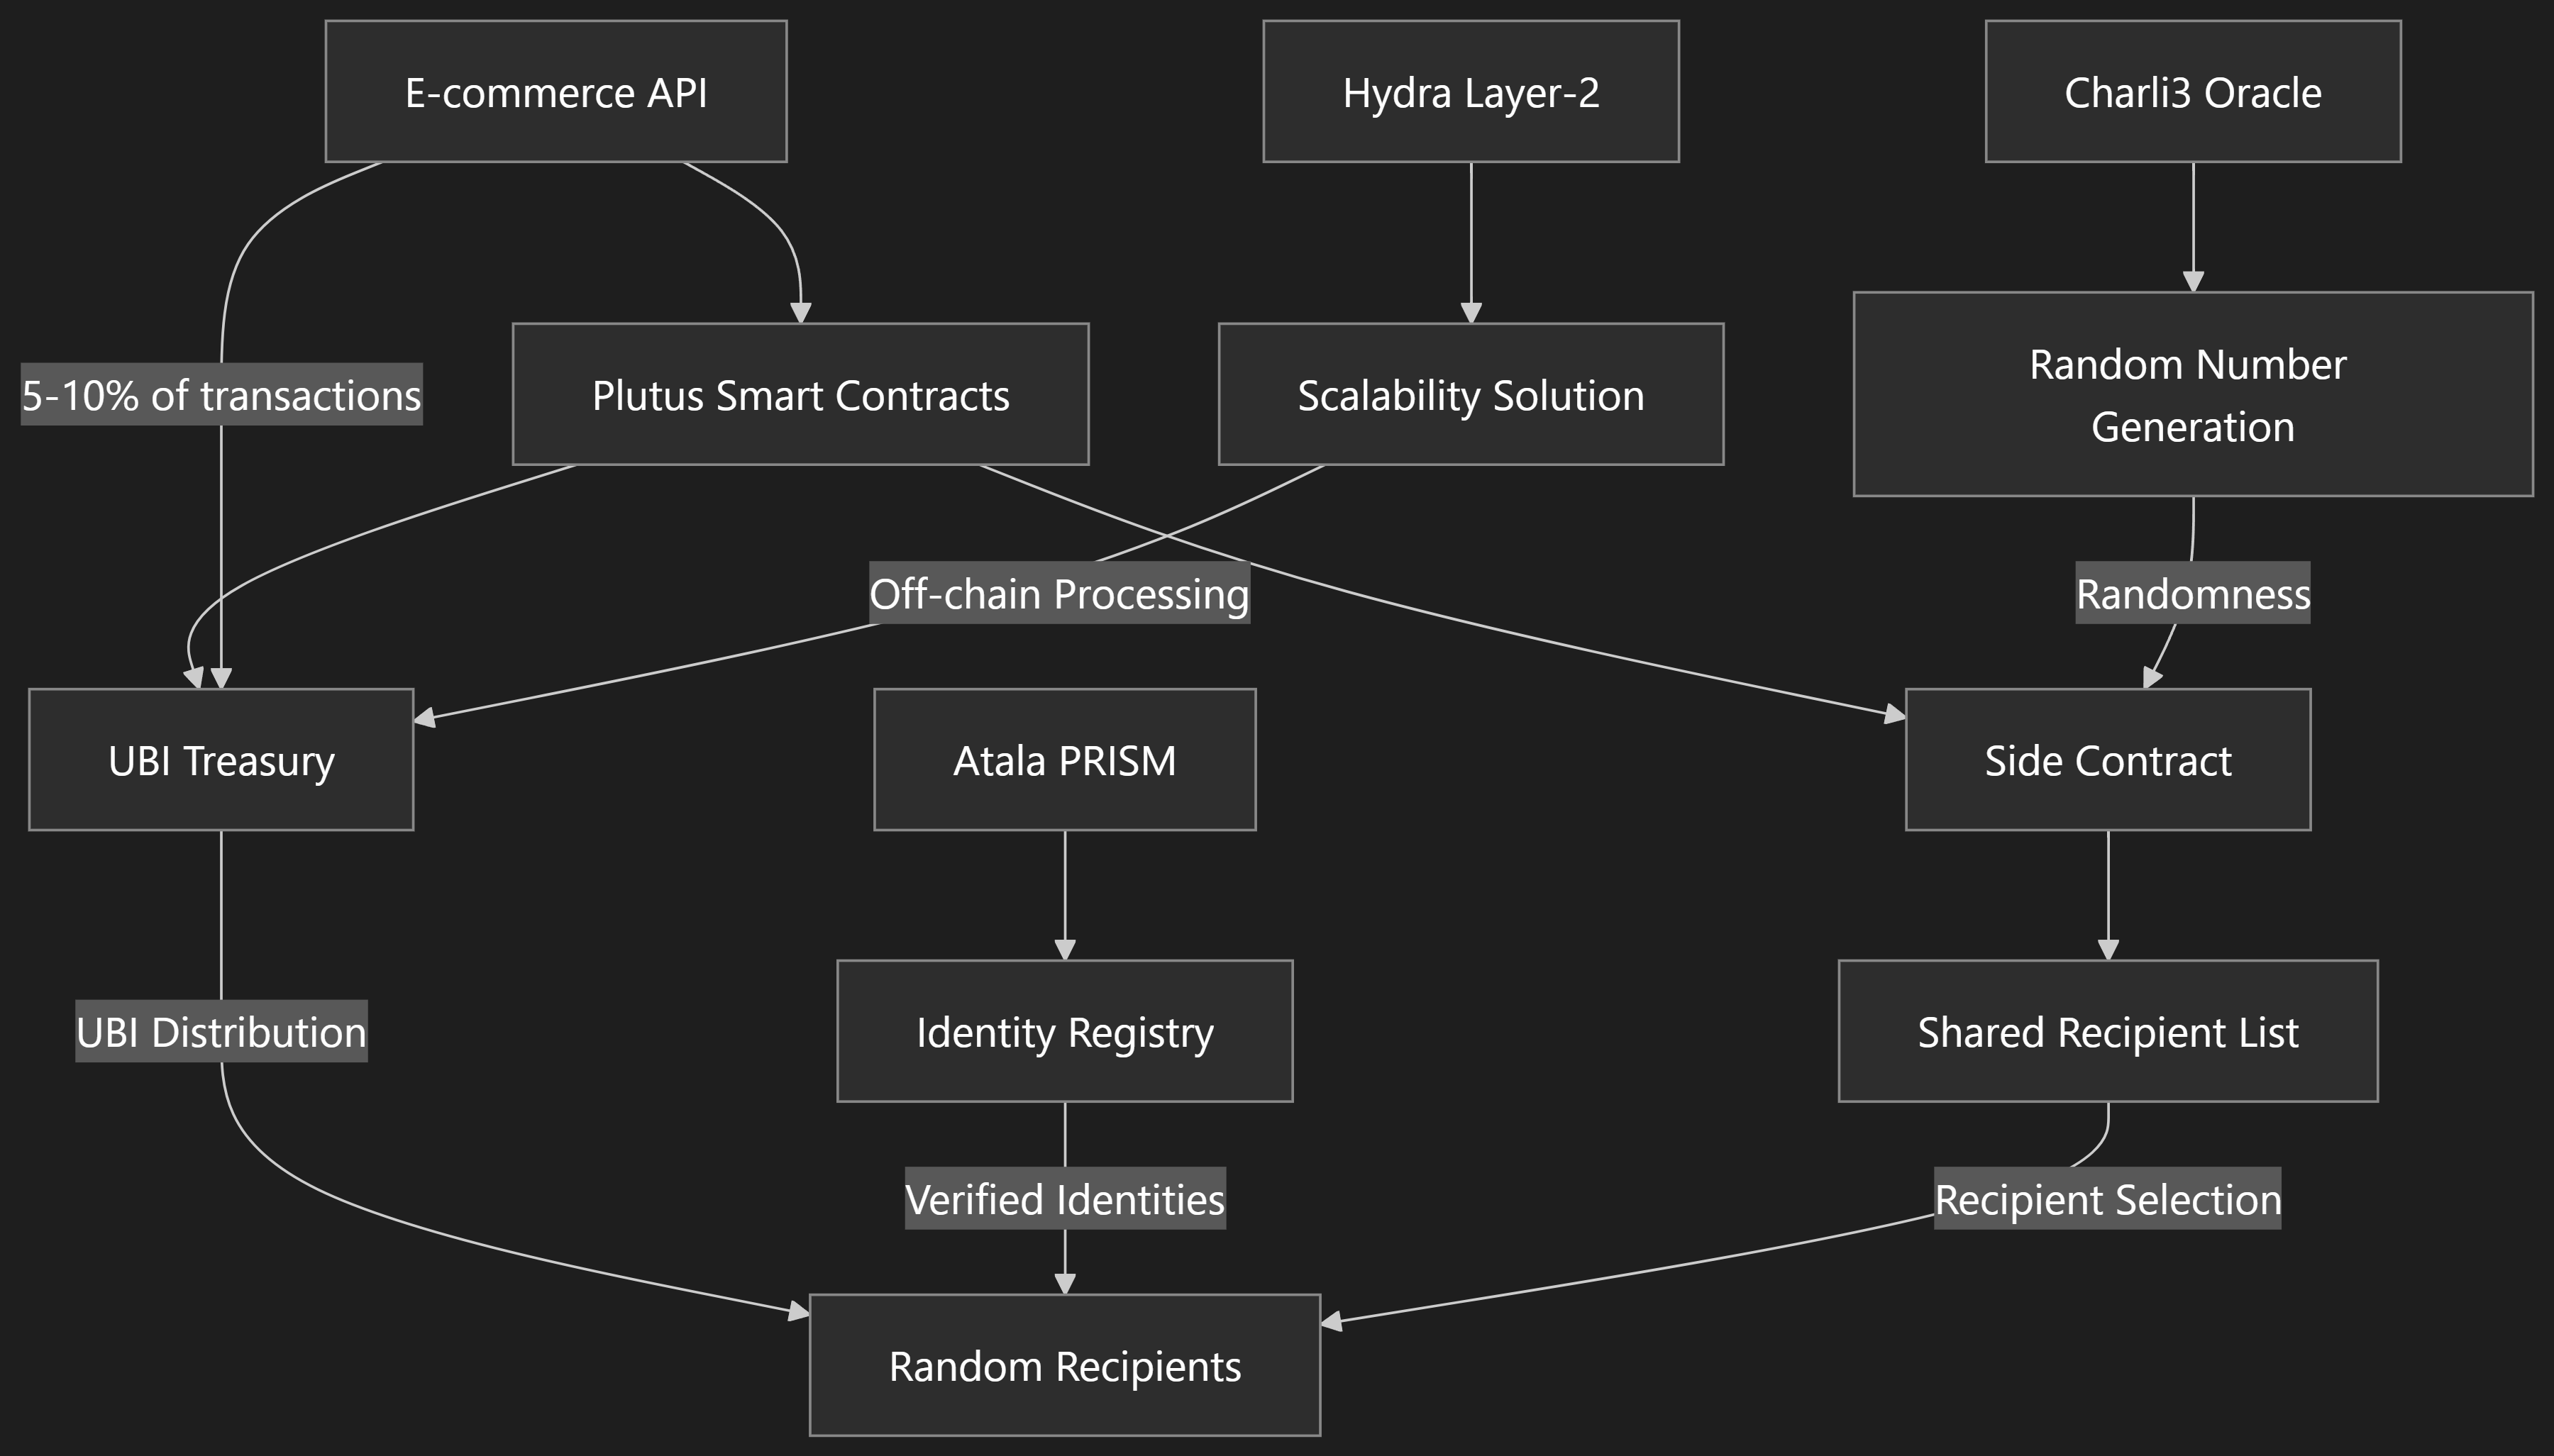 E-commerce API
Hydra Layer-2
Charli3 Oracle
5-10% of transactions
Plutus Smart Contracts
Scalability Solution
Random Number
Generation
Off-chain Processing
Randomness
UBI Treasury
Atala PRISM
Side Contract
UBI Distribution
Identity Registry
Shared Recipient List
Verified Identities
Recipient Selection
Random Recipients